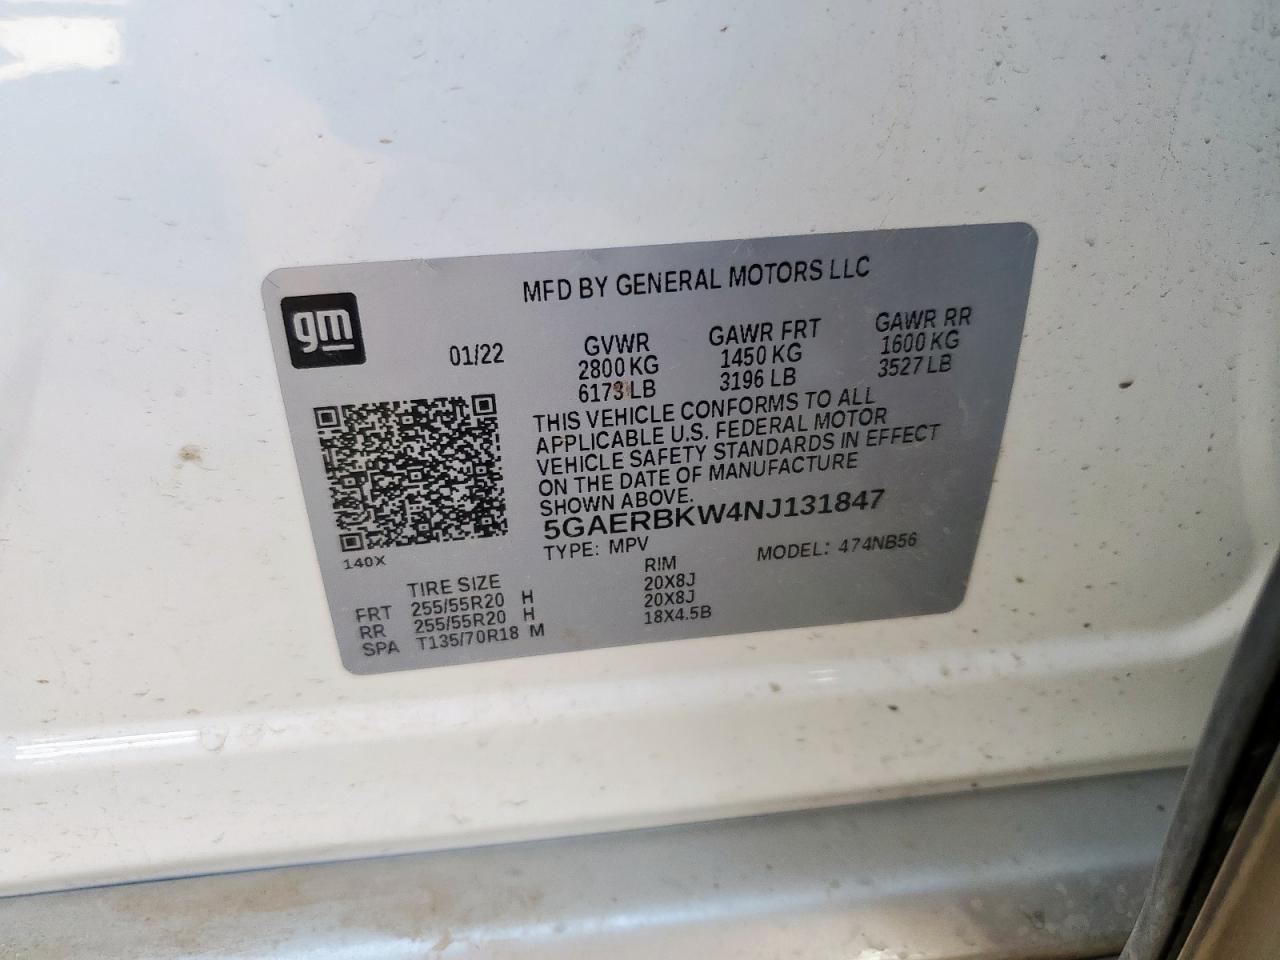 MFD BY GENERAL MOTORS LLC
gm
01/22
GVWR GAWR FRT GAWR RR
2800 KG 1450 KG 1600 KG
6173 LB 3196 LB 3527 LB
THIS VEHICLE CONFORMS TO ALL
APPLICABLE U.S. FEDERAL MOTOR
VEHICLE SAFETY STANDARDS IN EFFECT
ON THE DATE OF MANUFACTURE
SHOWN ABOVE.
5GAERBKW4NJ131847
TYPE: MPV MODEL: 474NB56
140X
TIRE SIZE RIM
FRT 255/55R20 H 20X8J
RR 255/55R20 H 20X8J
SPA T135/70R18 M 18X4.5B